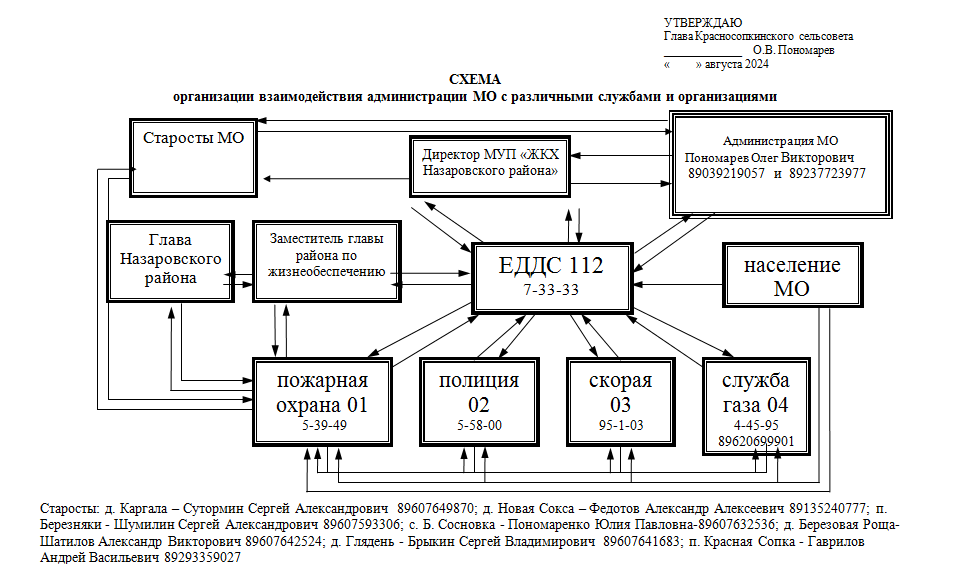 УТВЕРЖДАЮ
Глава Красносопкинского сельсовета
_____________ О.В. Пономарев
« » августа 2024
СХЕМА
организации взаимодействия администрации МО с различными службами и организациями
Старосты МО
Директор МУП «ЖКХ
Назаровского района»
Администрация МО
Пономарев Олег Викторович
89039219057 и 89237723977
Глава
Назаровского
района
Заместитель главы
района по
жизнеобеспечению
ЕДДС 112
7-33-33
население
МО
пожарная
охрана 01
5-39-49
полиция
02
5-58-00
скорая
03
95-1-03
служба
газа 04
4-45-95
89620699901
Старосты: д. Каргала – Сутормин Сергей Александрович 89607649870; д. Новая Сокса – Федотов Александр Алексеевич 89135240777; п.
Березняки - Шумилин Сергей Александрович 89607593306; с. Б. Сосновка - Пономаренко Юлия Павловна-89607632536; д. Березовая Роща-
Шатилов Александр Викторович 89607642524; д. Глядень - Брыкин Сергей Владимирович 89607641683; п. Красная Сопка - Гаврилов
Андрей Васильевич 89293359027